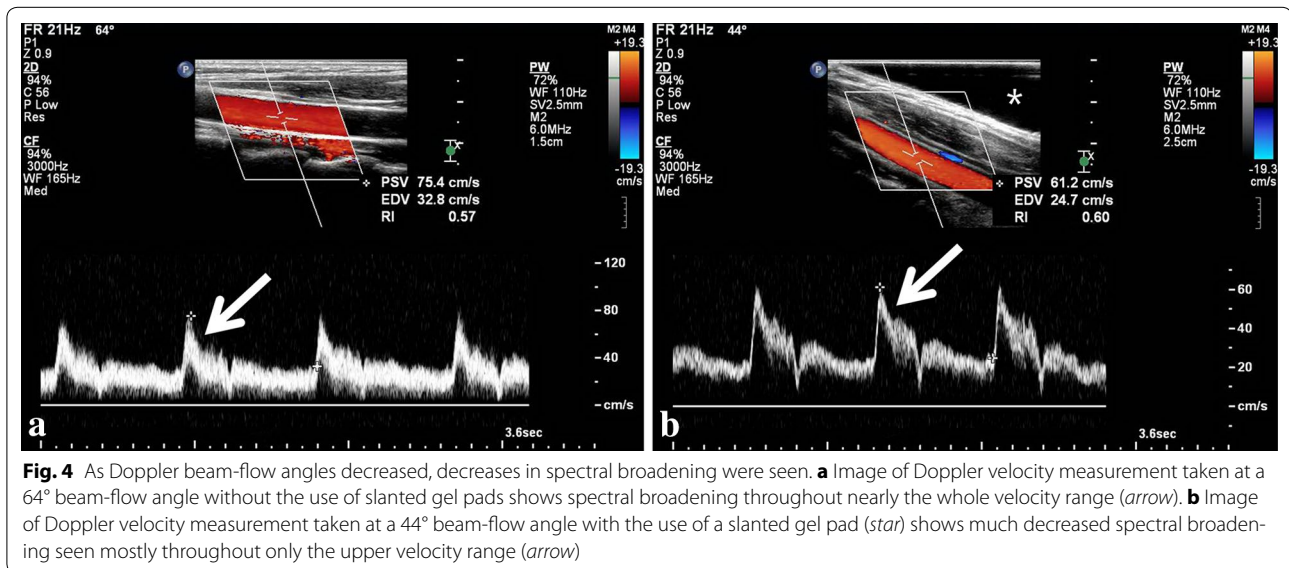 FR 21Hz 64°
M2 M4
P1
Z 0.9
2D
94%
C 56
P Low
Res
CF
94%
3000Hz
WF 165Hz
Med
P
x
PW
72%
WF 110Hz
SV2.5mm
M2
6.0MHz
1.5cm
+19.3
-19.3
cm/s
PSV 75.4 cm/s
EDV 32.8 cm/s
RI 0.57
-120
-80
-40
-cm/s
3.6sec
a
FR 21Hz 44°
M2 M4
P1
Z 0.9
2D
94%
C 56
P Low
Res
CF
94%
3000Hz
WF 165Hz
Med
P
*
x
PW
72%
WF 110Hz
SV2.5mm
M2
6.0MHz
2.5cm
+19.3
-19.3
cm/s
PSV 61.2 cm/s
EDV 24.7 cm/s
RI 0.60
-60
-40
-20
-cm/s
3.6sec
b
Fig. 4 As Doppler beam-flow angles decreased, decreases in spectral broadening were seen. a Image of Doppler velocity measurement taken at a
64° beam-flow angle without the use of slanted gel pads shows spectral broadening throughout nearly the whole velocity range (arrow). b Image
of Doppler velocity measurement taken at a 44° beam-flow angle with the use of a slanted gel pad (star) shows much decreased spectral broaden-
ing seen mostly throughout only the upper velocity range (arrow)